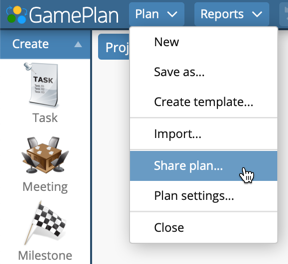 GamePlan
Plan
Reports
Create
Task
Meeting
Milestone
New
Save as...
Create template...
Import...
Share plan...
Plan settings...
Close
TASK